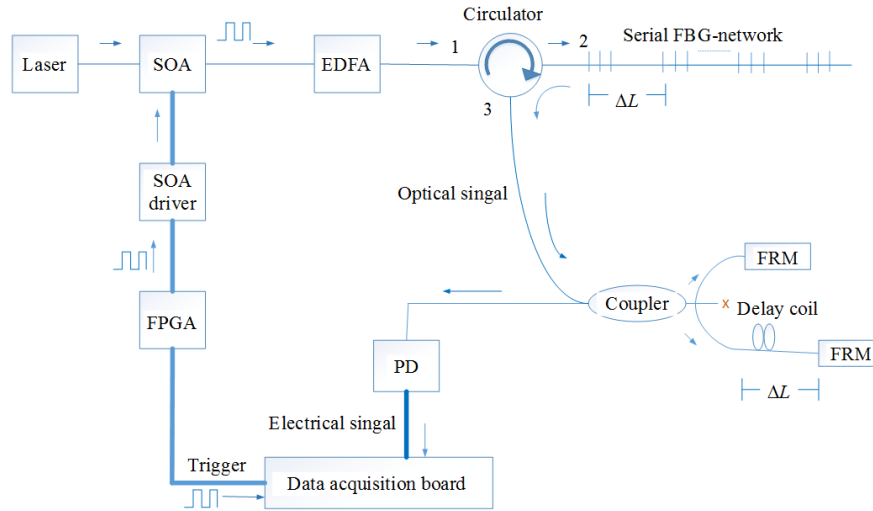 Circulator
Laser
SOA
EDFA
1
2
3
Serial FBG-network
ΔL
SOA
driver
Optical singal
FPGA
Coupler
FRM
x
Delay coil
FRM
ΔL
PD
Electrical singal
Trigger
Data acquisition board